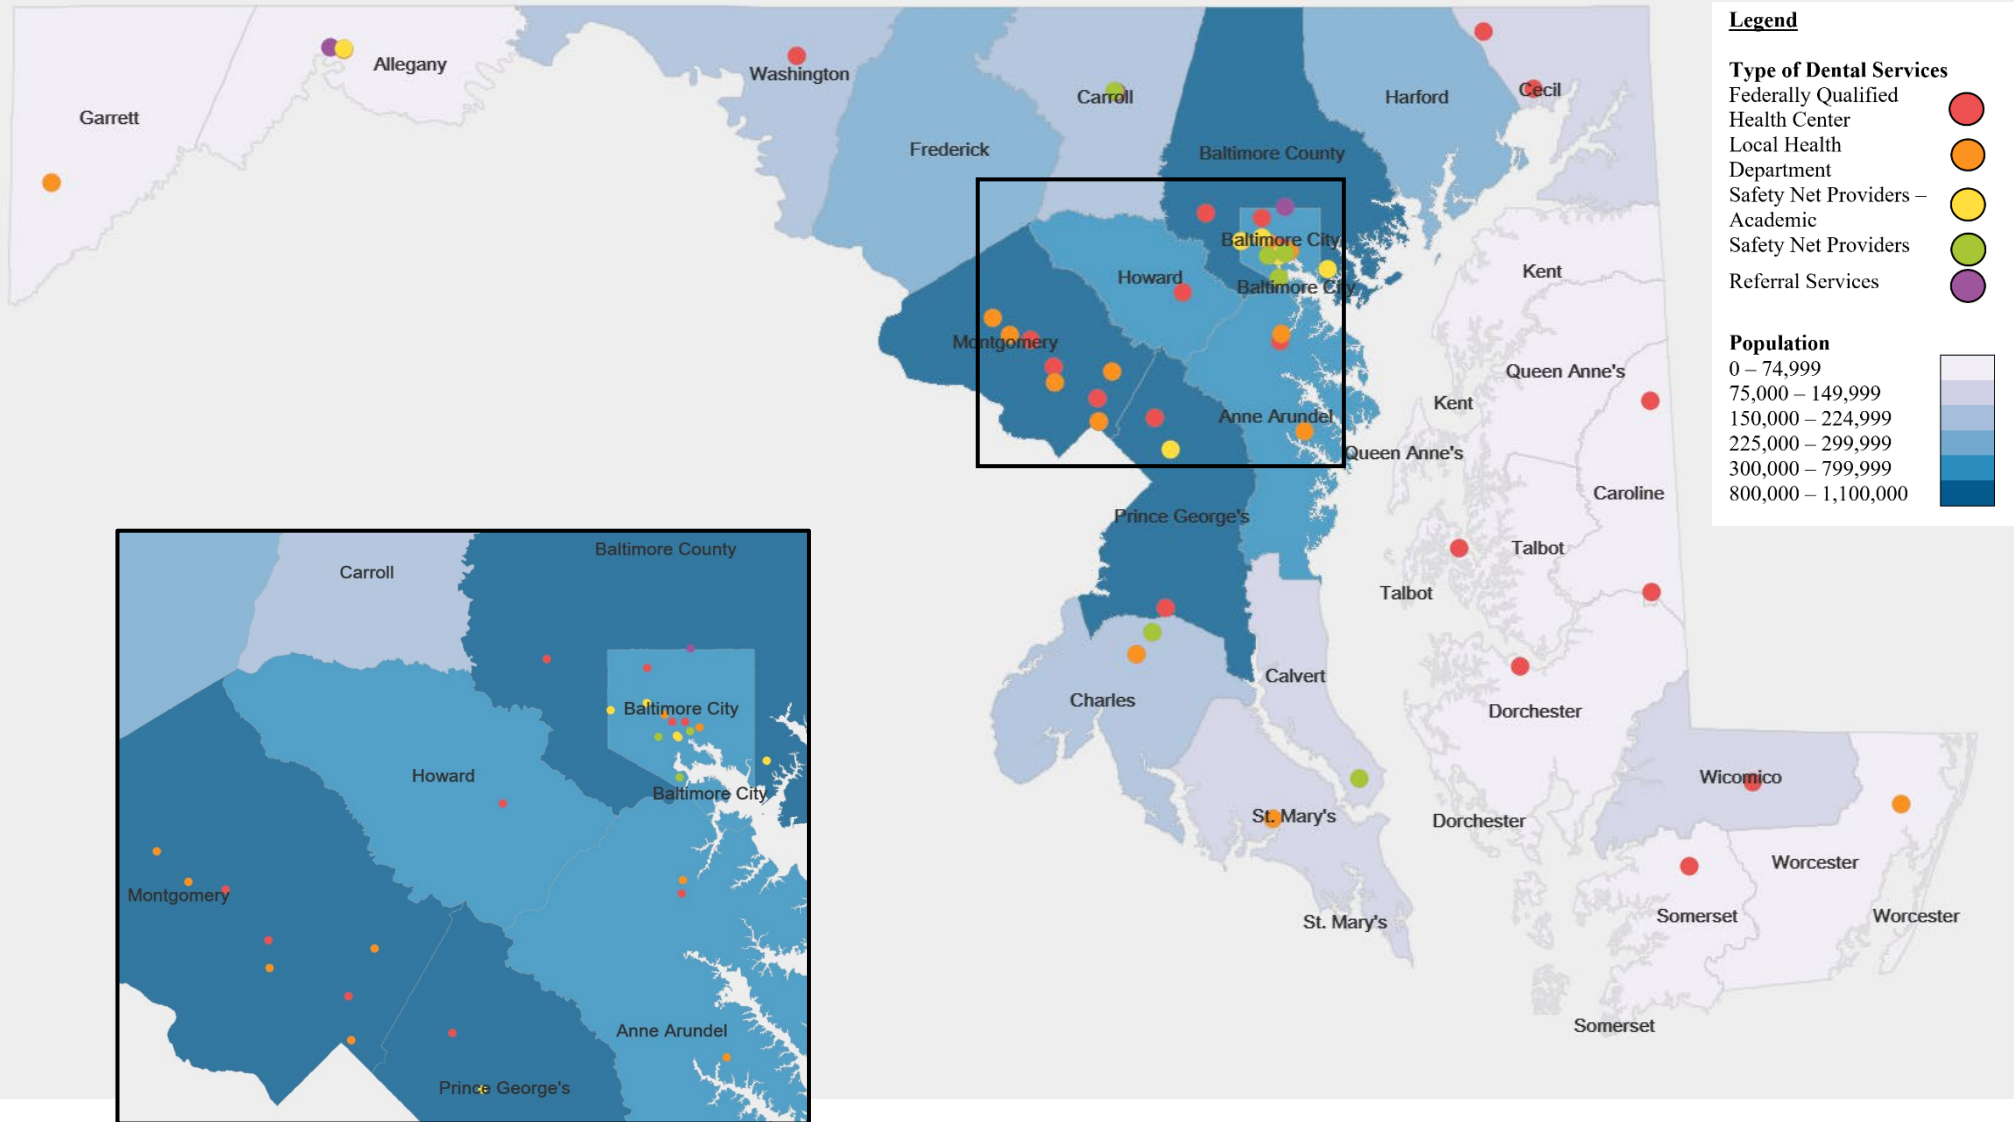 Legend
Type of Dental Services
Federally Qualified
Health Center
Local Health
Department
Safety Net Providers –
Academic
Safety Net Providers
Referral Services
Population
0 – 74,999
75,000 – 149,999
150,000 – 224,999
225,000 – 299,999
300,000 – 799,999
800,000 – 1,100,000
Garrett
Allegany
Washington
Frederick
Carroll
Baltimore County
Harford
Cecil
Baltimore City
Baltimore City
Howard
Montgomery
Anne Arundel
Prince George's
Kent
Queen Anne's
Kent
Queen Anne's
Caroline
Talbot
Talbot
Charles
Calvert
St. Mary's
St. Mary's
Dorchester
Dorchester
Wicomico
Worcester
Worcester
Somerset
Somerset
Baltimore County
Carroll
Baltimore City
Howard
Baltimore City
Montgomery
Anne Arundel
Prince George's